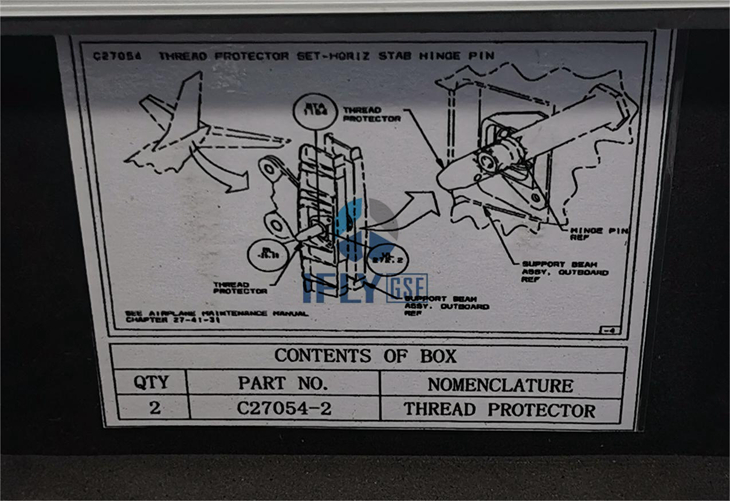 C27054 THREAD PROTECTOR SET-HORIZ STAB HINGE PIN
STA
1154
THREAD
PROTECTOR
HINGE PIN
REF
SUPPORT BEAM
ASSY, OUTBOARD
REF
THREAD
PROTECTOR
IFLY GSE
SUPPORT BEAM
ASSY, OUTBOARD
REF
SEE AIRPLANE MAINTENANCE MANUAL
CHAPTER 27-41-31
CONTENTS OF BOX
QTY PART NO. NOMENCLATURE
2 C27054-2 THREAD PROTECTOR